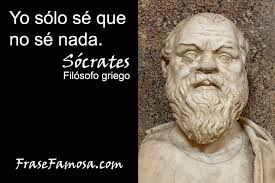 Yo sólo sé que
no sé nada.
Sócrates
Filósofo griego
FraseFamosa.com